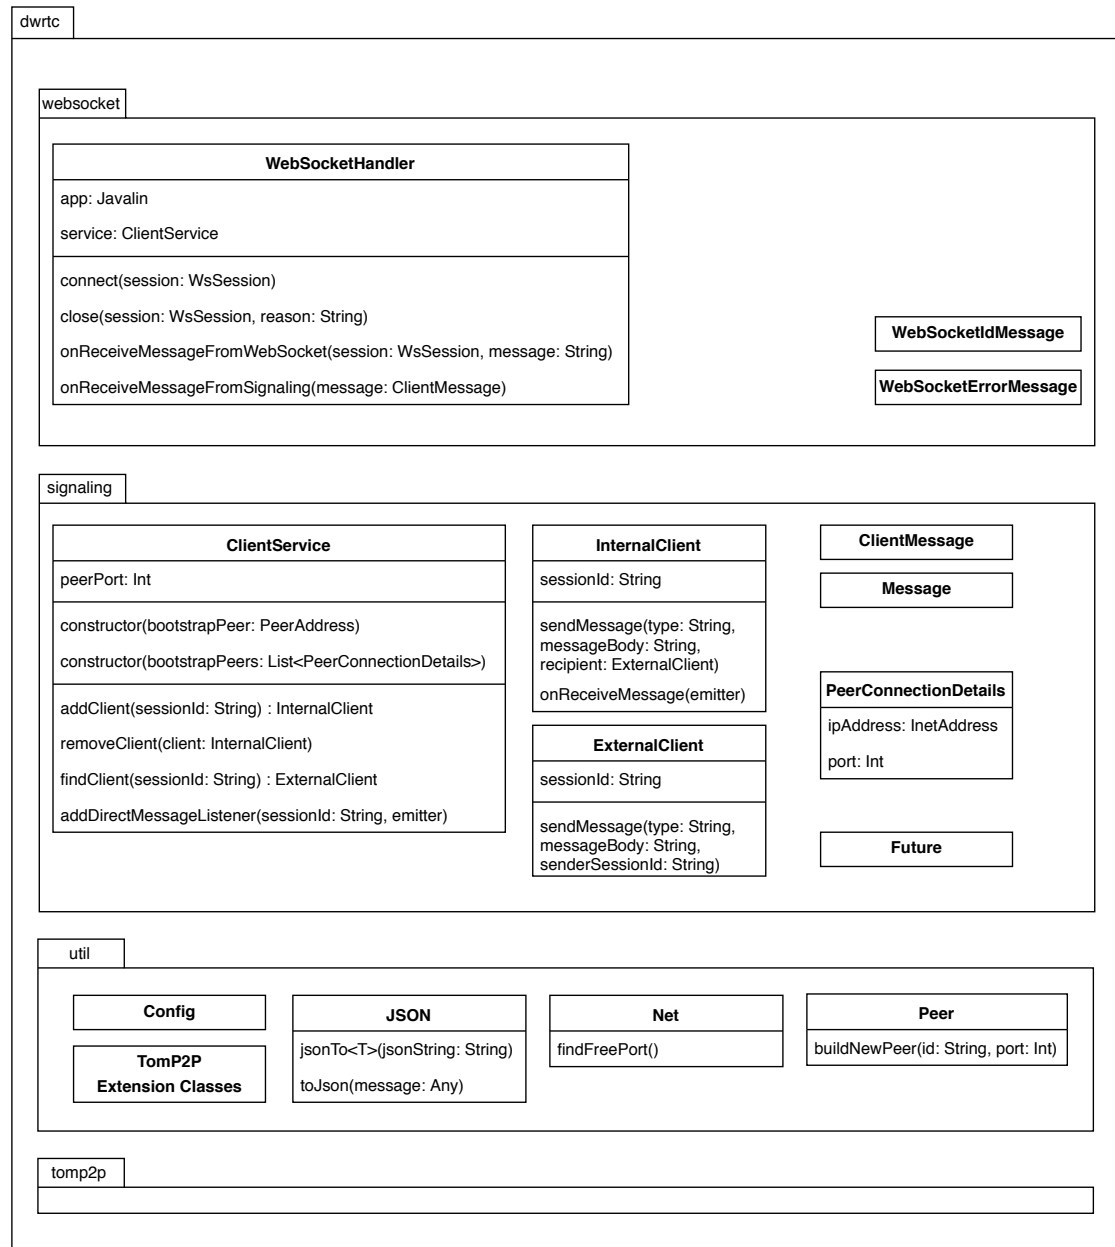 dwrtc
websocket
WebSocketHandler
app: Javalin
service: ClientService
connect(session: WsSession)
close(session: WsSession, reason: String)
onReceiveMessageFromWebSocket(session: WsSession, message: String)
onReceiveMessageFromSignaling(message: ClientMessage)
WebSocketIdMessage
WebSocketErrorMessage
signaling
ClientService
peerPort: Int
constructor(bootstrapPeer: PeerAddress)
constructor(bootstrapPeers: List<PeerConnectionDetails>)
addClient(sessionId: String) : InternalClient
removeClient(client: InternalClient)
findClient(sessionId: String) : ExternalClient
addDirectMessageListener(sessionId: String, emitter)
InternalClient
sessionId: String
sendMessage(type: String,
messageBody: String,
recipient: ExternalClient)
onReceiveMessage(emitter)
ExternalClient
sessionId: String
sendMessage(type: String,
messageBody: String,
senderSessionId: String)
ClientMessage
Message
PeerConnectionDetails
ipAddress: InetAddress
port: Int
Future
util
Config
TomP2P
Extension Classes
JSON
jsonTo<T>(jsonString: String)
toJson(message: Any)
Net
findFreePort()
Peer
buildNewPeer(id: String, port: Int)
tomp2p